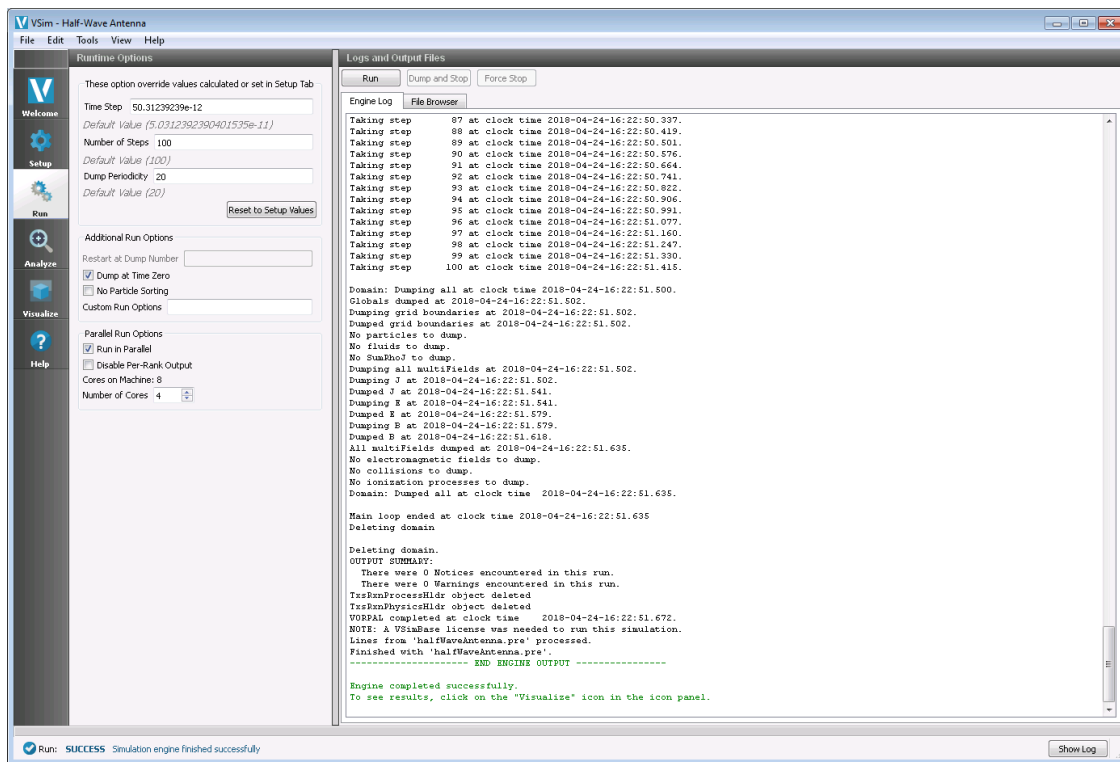 VSim - Half-Wave Antenna
File Edit Tools View Help
Welcome
Setup
Run
Analyze
Visualize
Help
Runtime Options
These option override values calculated or set in Setup Tab
Time Step 50.31239239e-12
Default Value (5.0312392390401535e-11)
Number of Steps 100
Default Value (100)
Dump Periodicity 20
Default Value (20)
Reset to Setup Values
Additional Run Options
Restart at Dump Number
Dump at Time Zero
No Particle Sorting
Custom Run Options
Parallel Run Options
Run in Parallel
Disable Per-Rank Output
Cores on Machine: 8
Number of Cores 4
Logs and Output Files
Run Dump and Stop Force Stop
Engine Log File Browser
Taking step 87 at clock time 2018-04-24-16:22:50.337.
Taking step 88 at clock time 2018-04-24-16:22:50.419.
Taking step 89 at clock time 2018-04-24-16:22:50.501.
Taking step 90 at clock time 2018-04-24-16:22:50.576.
Taking step 91 at clock time 2018-04-24-16:22:50.664.
Taking step 92 at clock time 2018-04-24-16:22:50.741.
Taking step 93 at clock time 2018-04-24-16:22:50.822.
Taking step 94 at clock time 2018-04-24-16:22:50.906.
Taking step 95 at clock time 2018-04-24-16:22:50.991.
Taking step 96 at clock time 2018-04-24-16:22:51.077.
Taking step 97 at clock time 2018-04-24-16:22:51.160.
Taking step 98 at clock time 2018-04-24-16:22:51.247.
Taking step 99 at clock time 2018-04-24-16:22:51.330.
Taking step 100 at clock time 2018-04-24-16:22:51.415.
Domain: Dumping all at clock time 2018-04-24-16:22:51.500.
Globals dumped at 2018-04-24-16:22:51.502.
Dumping grid boundaries at 2018-04-24-16:22:51.502.
Dumped grid boundaries at 2018-04-24-16:22:51.502.
No particles to dump.
No fluids to dump.
No SumRhoJ to dump.
Dumping all multiFields at 2018-04-24-16:22:51.502.
Dumping J at 2018-04-24-16:22:51.502.
Dumped J at 2018-04-24-16:22:51.541.
Dumping E at 2018-04-24-16:22:51.541.
Dumped E at 2018-04-24-16:22:51.579.
Dumping B at 2018-04-24-16:22:51.579.
Dumped B at 2018-04-24-16:22:51.618.
All multiFields dumped at 2018-04-24-16:22:51.635.
No electromagnetic fields to dump.
No collisions to dump.
No ionization processes to dump.
Domain: Dumped all at clock time 2018-04-24-16:22:51.635.
Main loop ended at clock time 2018-04-24-16:22:51.635
Deleting domain
Deleting domain.
OUTPUT SUMMARY:
There were 0 Notices encountered in this run.
There were 0 Warnings encountered in this run.
TxsRxnProcessHldr object deleted
TxsRxnPhysicsHldr object deleted
VORPAL completed at clock time 2018-04-24-16:22:51.672.
NOTE: A VSimBase license was needed to run this simulation.
Lines from 'halfWaveAntenna.pre' processed.
Finished with 'halfWaveAntenna.pre'.
--------------------- END ENGINE OUTPUT ----------------
Engine completed successfully.
To see results, click on the "Visualize" icon in the icon panel.
Run: SUCCESS Simulation engine finished successfully
Show Log